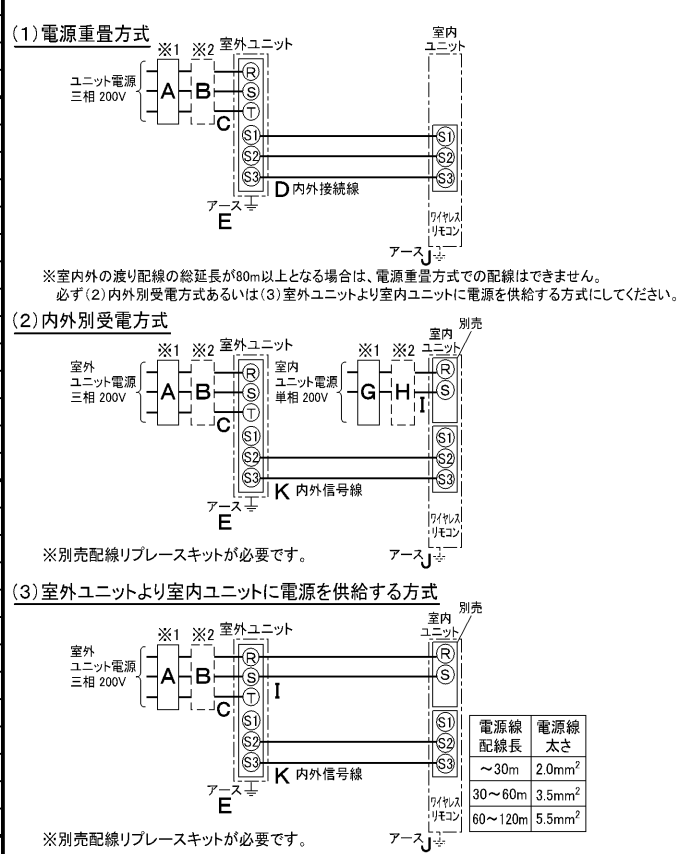 (1)電源重畳方式
※1 ※2 室外ユニット
室内
ユニット
ユニット電源
三相 200V
A B
C
R
S
T
S1
S2
S3
S1
S2
S3
D 内外接続線
アース
E
ワイヤレス
リモコン
アース J
※室内外の渡り配線の総延長が80m以上となる場合は、電源重畳方式での配線はできません。
必ず(2)内外別受電方式あるいは(3)室外ユニットより室内ユニットに電源を供給する方式にしてください。
(2)内外別受電方式
※1 ※2 室外ユニット
※1 ※2
室内
ユニット
別売
室外
ユニット電源
三相 200V
A B
C
R
S
T
S1
S2
S3
室内
ユニット電源
単相 200V
G H
I
R
S
S1
S2
S3
K 内外信号線
アース
E
ワイヤレス
リモコン
アース J
※別売配線リプレースキットが必要です。
(3)室外ユニットより室内ユニットに電源を供給する方式
※1 ※2 室外ユニット
室内
ユニット
別売
室外
ユニット電源
三相 200V
A B
C
R
S
T
S1
S2
S3
I
R
S
S1
S2
S3
K 内外信号線
アース
E
ワイヤレス
リモコン
アース J
電源線
配線長
電源線
太さ
～30m 2.0mm²
30～60m 3.5mm²
60～120m 5.5mm²
※別売配線リプレースキットが必要です。